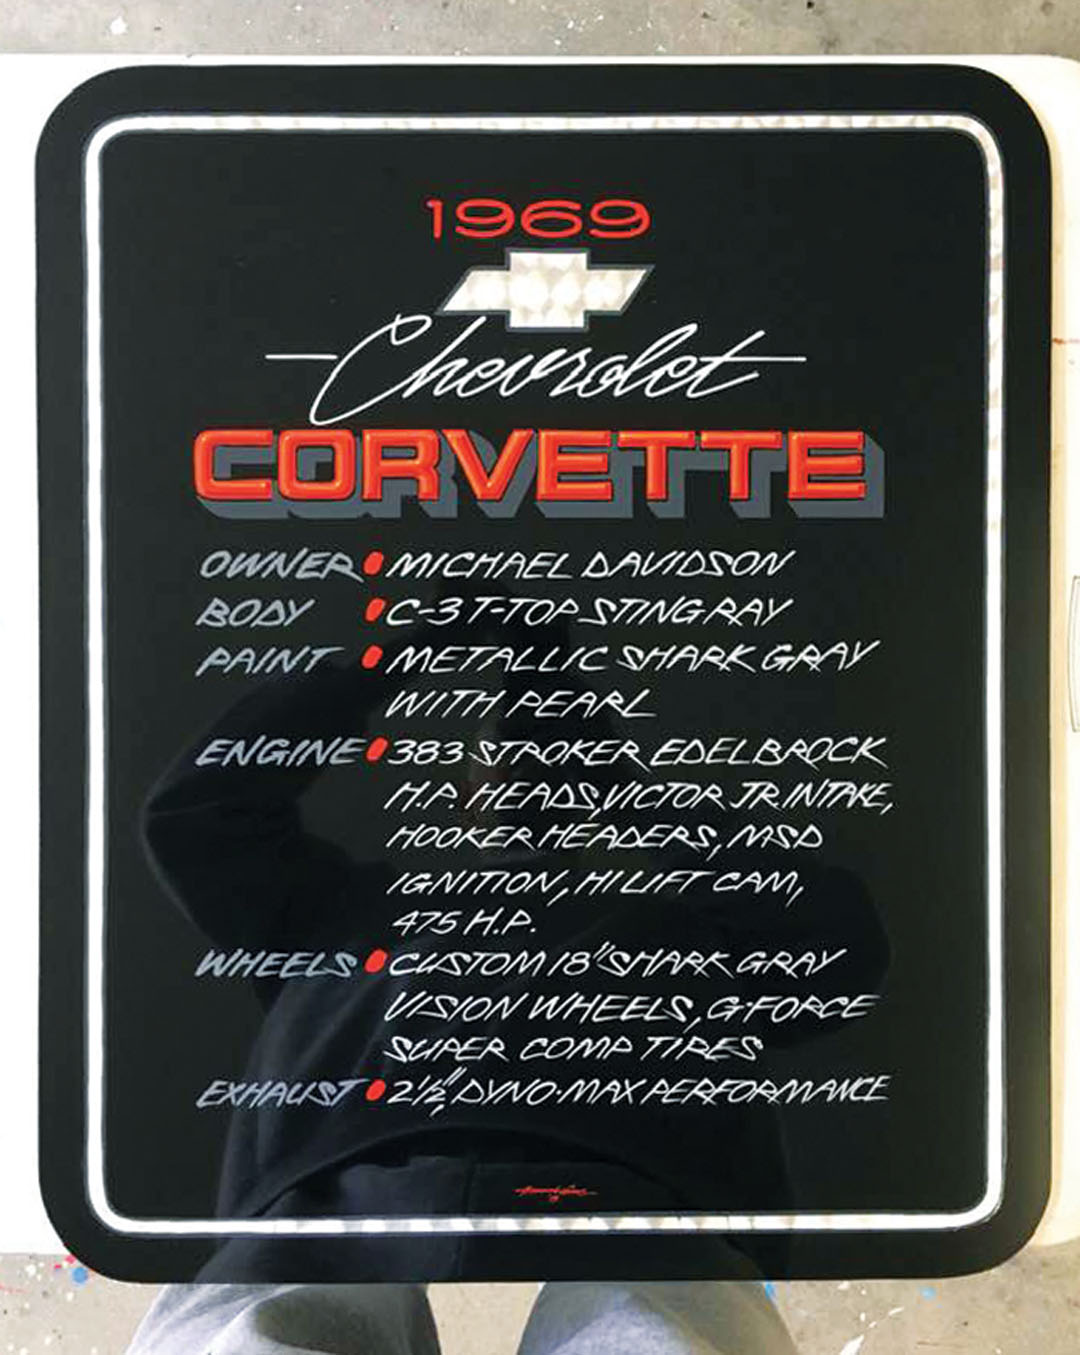 1969
Chevrolet
CORVETTE
OWNER • MICHAEL DAVIDSON
BODY • C-3 T-TOP STINGRAY
PAINT • METALLIC SHARK GRAY
WITH PEARL
ENGINE • 383 STROKER EDELBROCK
H.P. HEADS, VICTOR JR. INTAKE,
HOOKER HEADERS, MSD
IGNITION, HI LIFT CAM,
475 H.P.
WHEELS • CUSTOM 18" SHARK GRAY
VISION WHEELS, G-FORCE
SUPER COMP TIRES
EXHAUST • 2 1/2" DYNO-MAX PERFORMANCE